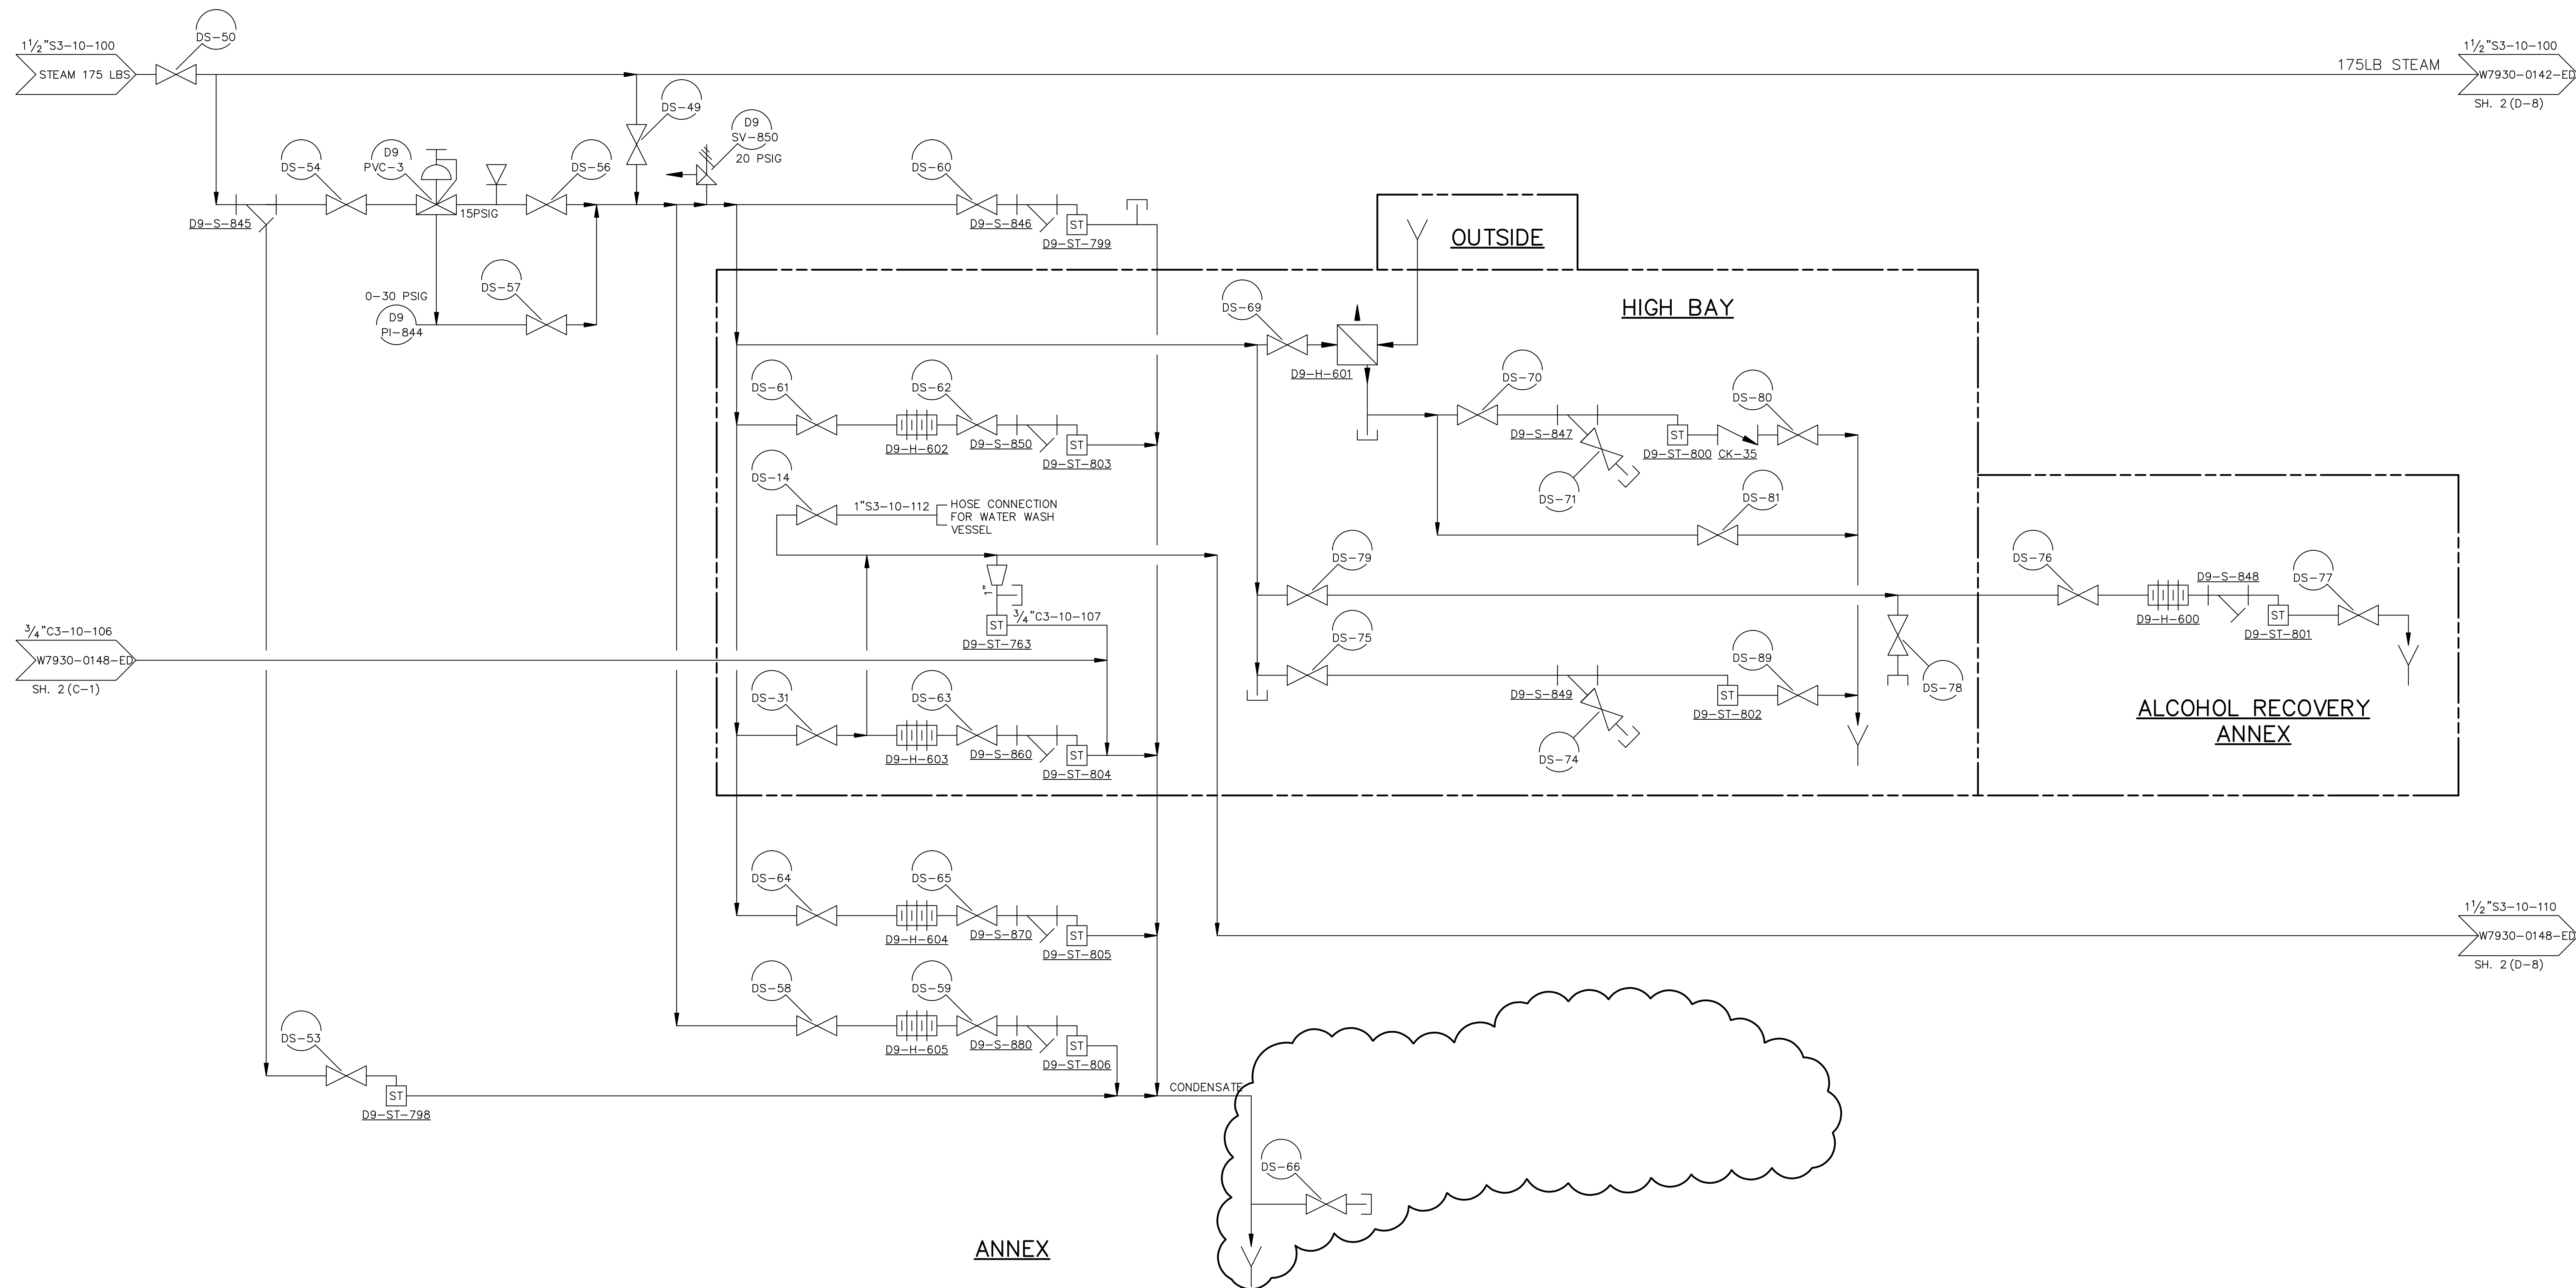 1½"S3-10-100
STEAM 175 LBS
DS-50
175LB STEAM
1½"S3-10-100
W7930-0142-ED
SH. 2 (D-8)
DS-49
D9
SV-850
20 PSIG
DS-54
D9
PVC-3
15PSIG
DS-56
DS-60
D9-S-845
D9-S-846
ST
D9-ST-799
OUTSIDE
DS-57
0-30 PSIG
D9
PI-844
DS-69
HIGH BAY
D9-H-601
DS-61
DS-62
D9-H-602
D9-S-850
ST
D9-ST-803
DS-70
DS-80
D9-S-847
ST
D9-ST-800
CK-35
DS-71
DS-81
DS-14
1"S3-10-112
HOSE CONNECTION
FOR WATER WASH
VESSEL
1"
ST
¾"C3-10-107
D9-ST-763
DS-79
DS-76
D9-S-848
DS-77
D9-H-600
ST
D9-ST-801
¾"C3-10-106
W7930-0148-ED
SH. 2 (C-1)
DS-75
DS-89
DS-78
D9-S-849
ST
D9-ST-802
DS-74
DS-31
DS-63
D9-H-603
D9-S-860
ST
D9-ST-804
ALCOHOL RECOVERY
ANNEX
DS-64
DS-65
D9-H-604
D9-S-870
ST
D9-ST-805
1½"S3-10-110
W7930-0148-ED
SH. 2 (D-8)
DS-58
DS-59
D9-H-605
D9-S-880
ST
D9-ST-806
DS-53
ST
D9-ST-798
CONDENSATE
DS-66
ANNEX